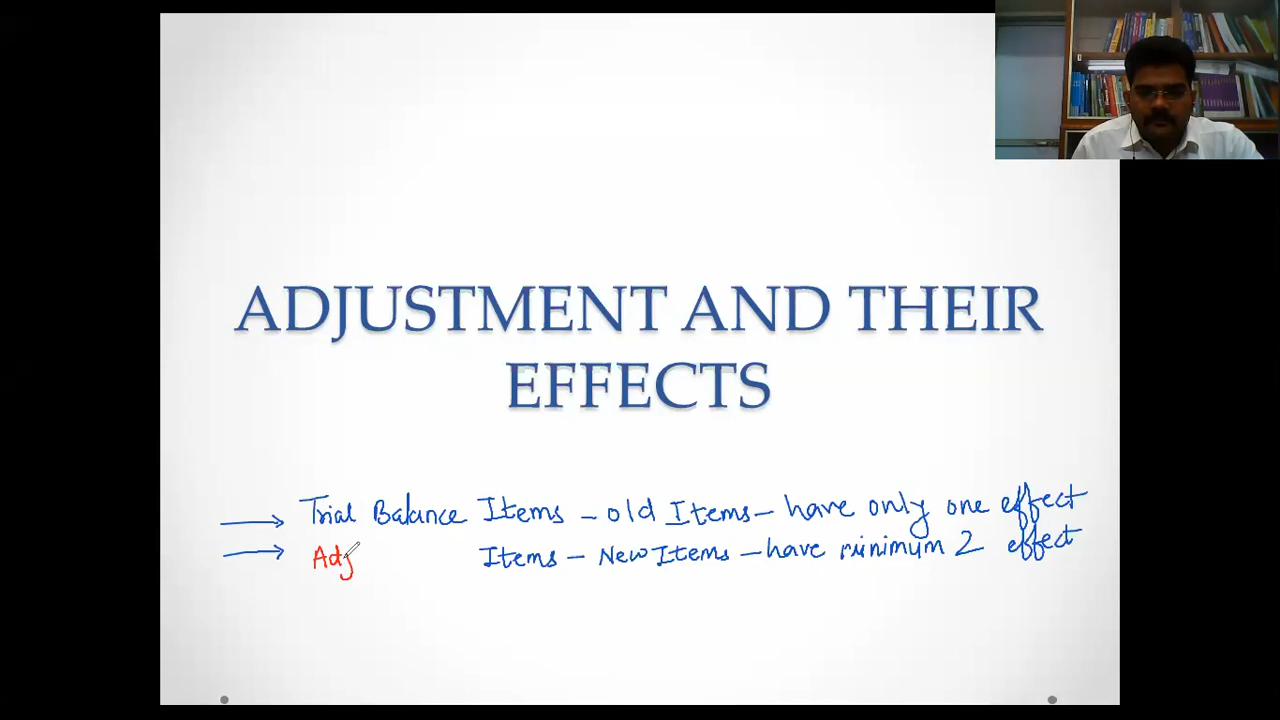 ADJUSTMENT AND THEIR
EFFECTS
Trial Balance Items - old Items - have only one effect
Adj Items - New Items - have minimum 2 effect